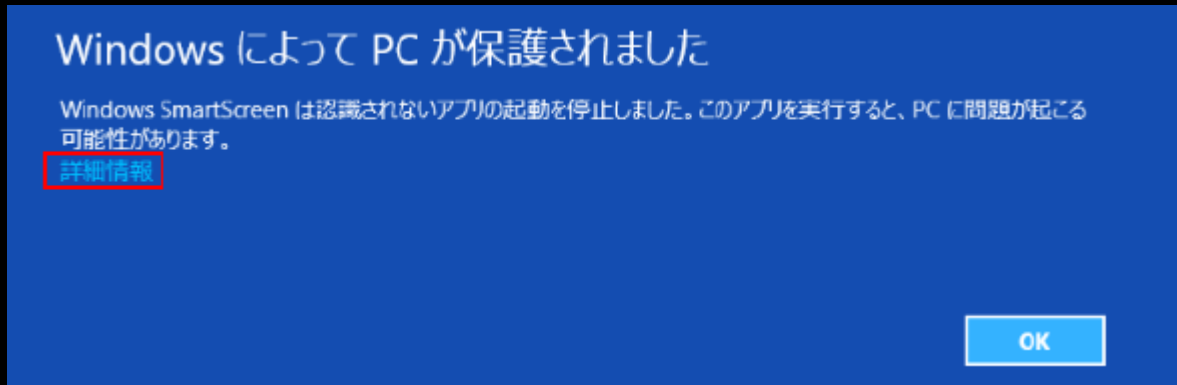 Windows によって PC が保護されました
Windows SmartScreen は認識されないアプリの起動を停止しました。このアプリを実行すると、PC に問題が起こる
可能性があります。
詳細情報
OK